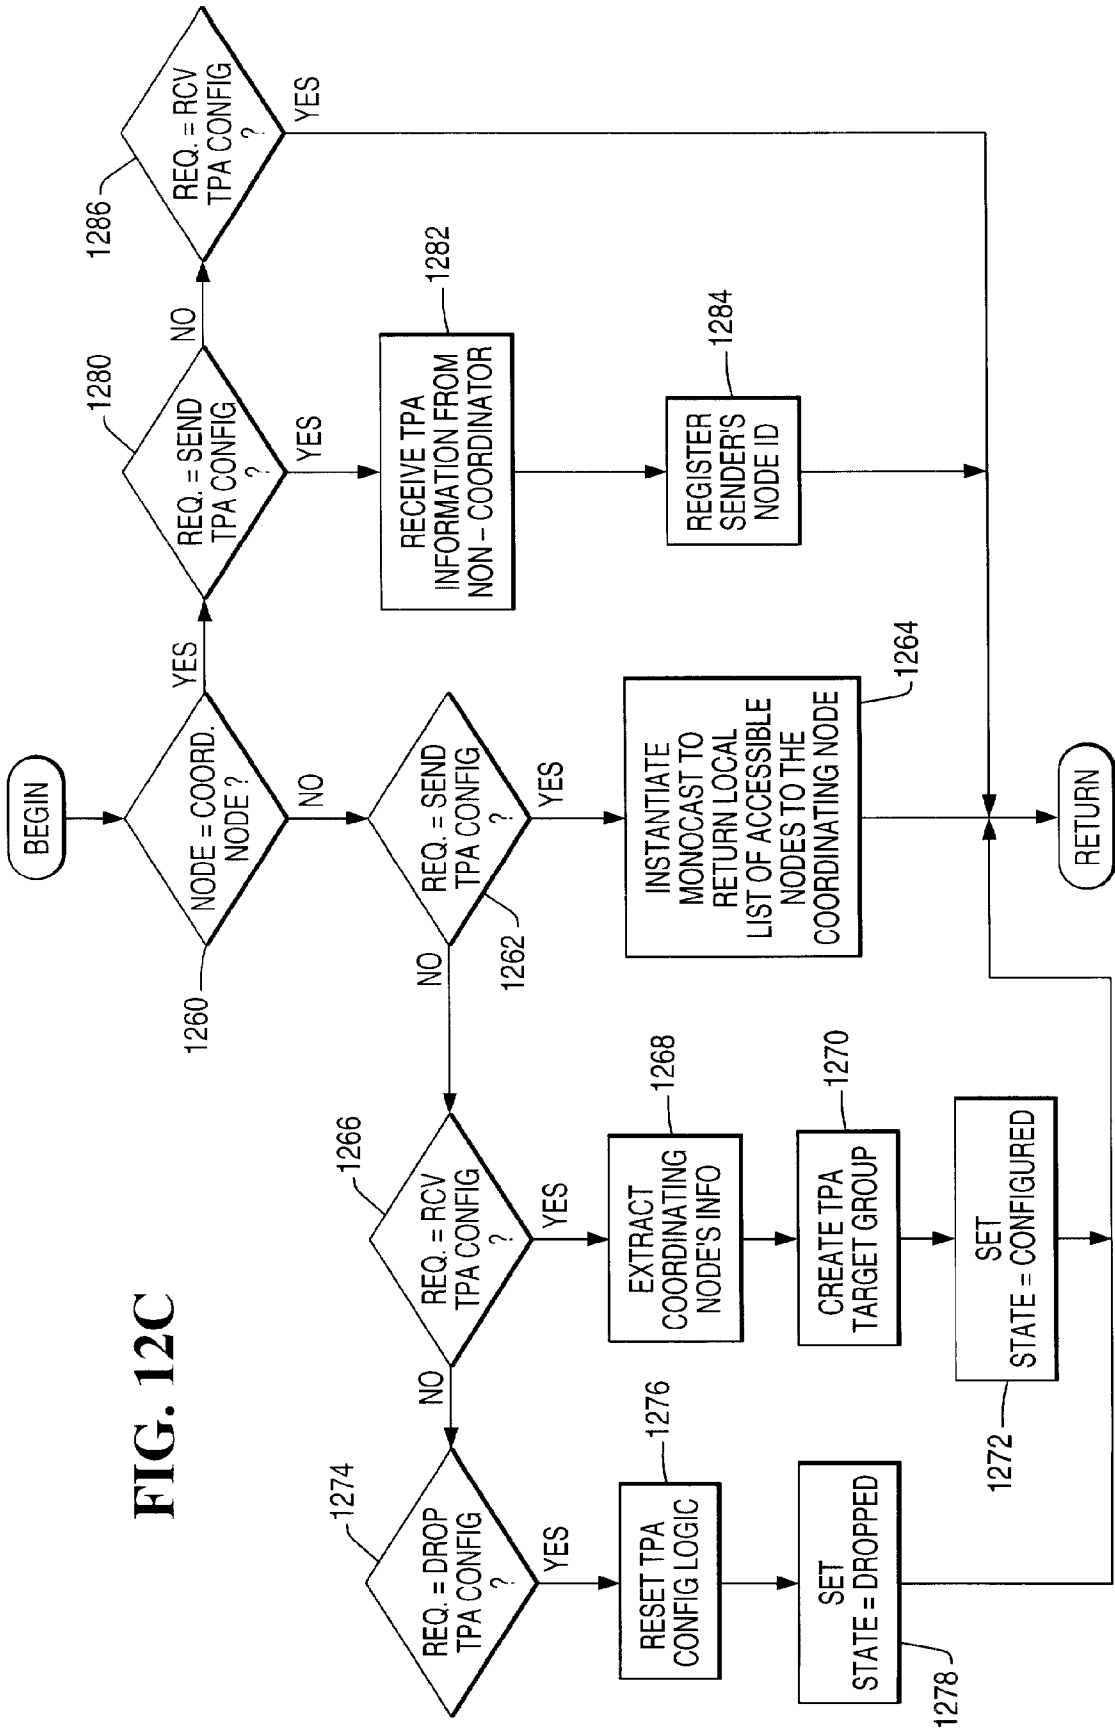 FIG. 12C
BEGIN
NODE = COORD.
NODE ?
1260
YES
NO
REQ. = SEND
TPA CONFIG
?
1280
NO
YES
REQ. = RCV
TPA CONFIG
?
1286
YES
RECEIVE TPA
INFORMATION FROM
NON – COORDINATOR
1282
REGISTER
SENDER'S
NODE ID
1284
REQ. = SEND
TPA CONFIG
?
1262
NO
YES
INSTANTIATE
MONOCAST TO
RETURN LOCAL
LIST OF ACCESSIBLE
NODES TO THE
COORDINATING NODE
1264
REQ. = RCV
TPA CONFIG
?
1266
NO
YES
EXTRACT
COORDINATING
NODE'S INFO
1268
CREATE TPA
TARGET GROUP
1270
SET
STATE = CONFIGURED
1272
REQ. = DROP
TPA CONFIG
?
1274
YES
RESET TPA
CONFIG LOGIC
1276
SET
STATE = DROPPED
1278
RETURN